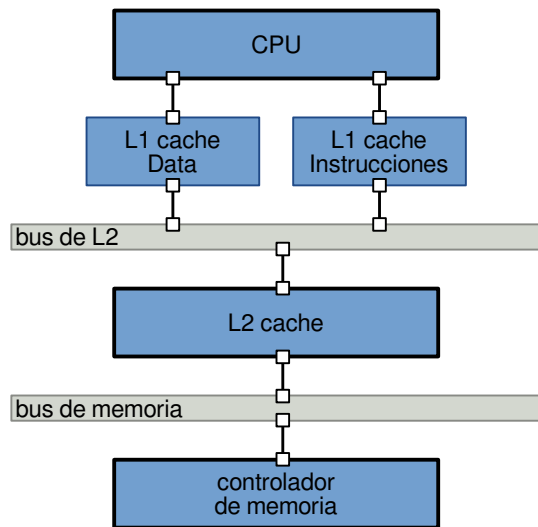 CPU
L1 cache
Data
L1 cache
Instrucciones
bus de L2
L2 cache
bus de memoria
controlador
de memoria